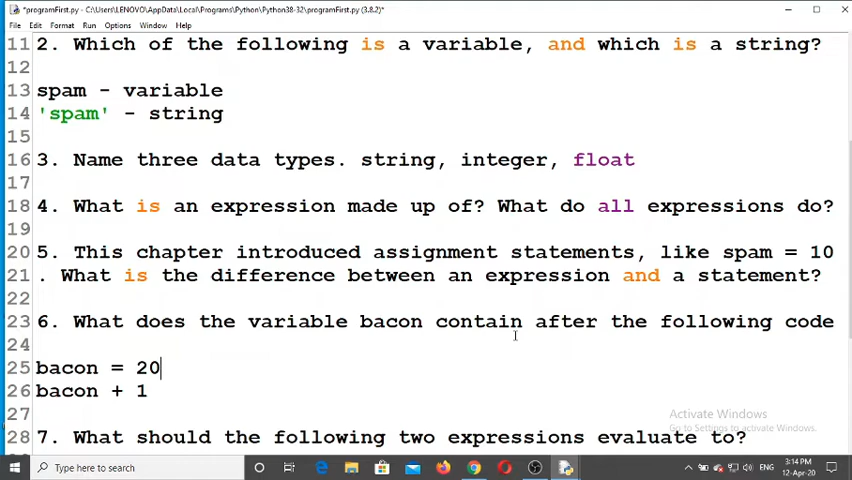 *programFirst.py - C:\Users\LENOVO\AppData\Local\Programs\Python\Python38-32\programFirst.py (3.8.2)*
File Edit Format Run Options Window Help
11 2. Which of the following is a variable, and which is a string?
12
13 spam - variable
14 'spam' - string
15
16 3. Name three data types. string, integer, float
17
18 4. What is an expression made up of? What do all expressions do?
19
20 5. This chapter introduced assignment statements, like spam = 10
21 . What is the difference between an expression and a statement?
22
23 6. What does the variable bacon contain after the following code
24
25 bacon = 20
26 bacon + 1
27
28 7. What should the following two expressions evaluate to?
Activate Windows
Go to Settings to activate Windows.
Type here to search
ENG
3:14 PM
12-Apr-20